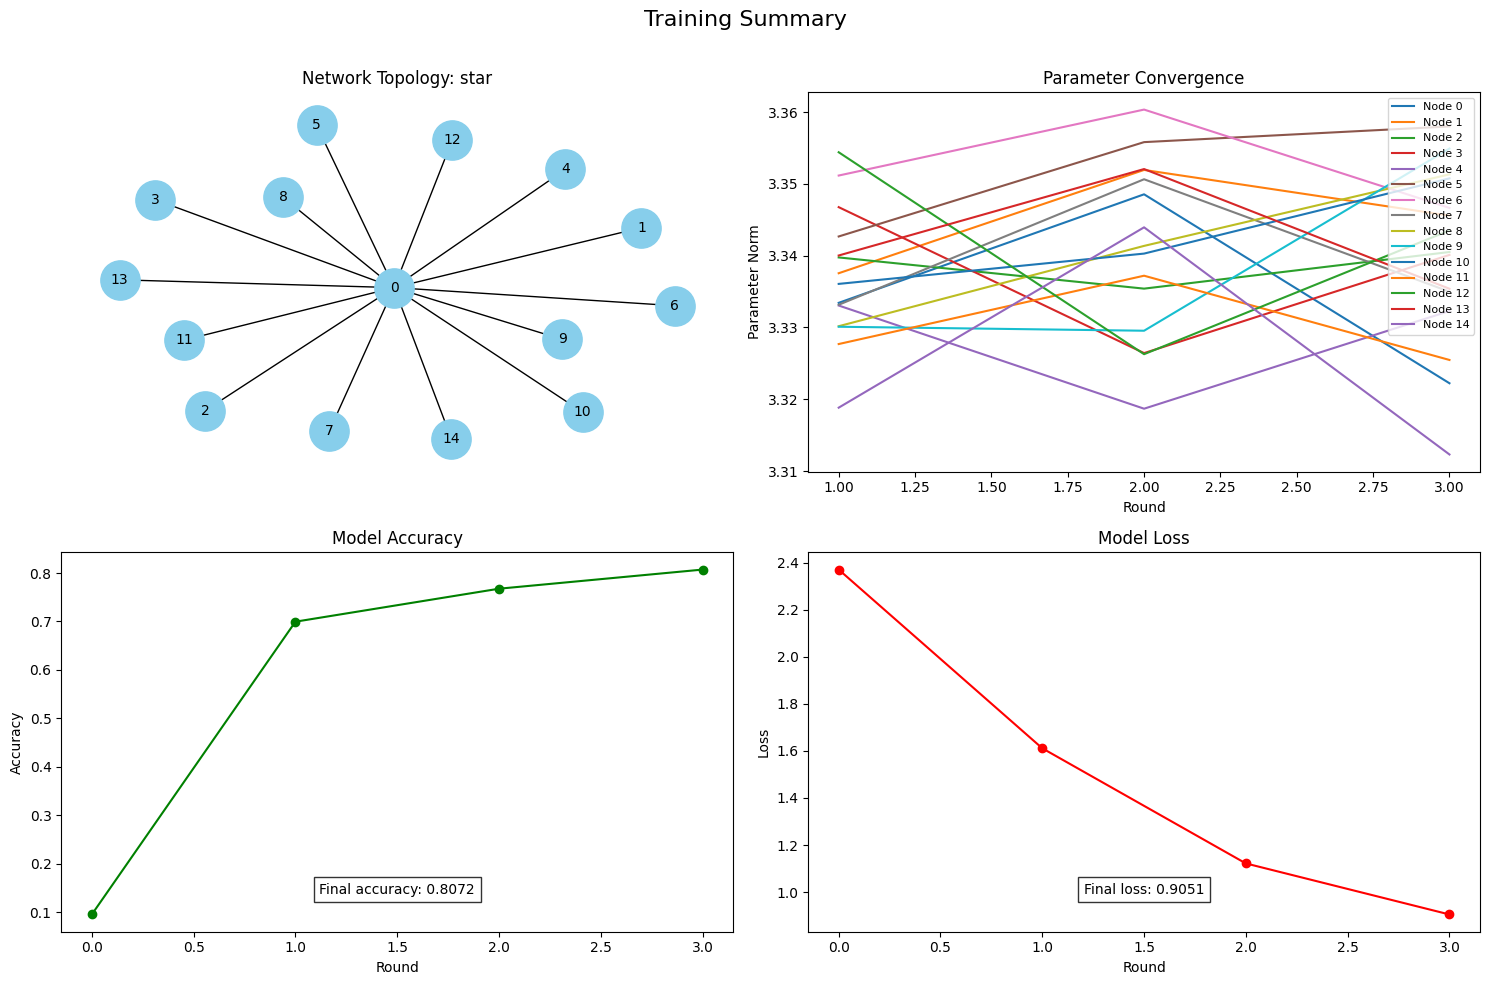 Training Summary
Network Topology: star
5
12
4
3
8
1
13
0
6
11
9
2
7
14
10
Parameter Convergence
Parameter Norm
3.36
3.35
3.34
3.33
3.32
3.31
1.00 1.25 1.50 1.75 2.00 2.25 2.50 2.75 3.00
Round
Node 0
Node 1
Node 2
Node 3
Node 4
Node 5
Node 6
Node 7
Node 8
Node 9
Node 10
Node 11
Node 12
Node 13
Node 14
Model Accuracy
Accuracy
0.8
0.7
0.6
0.5
0.4
0.3
0.2
0.1
Final accuracy: 0.8072
0.0 0.5 1.0 1.5 2.0 2.5 3.0
Round
Model Loss
Loss
2.4
2.2
2.0
1.8
1.6
1.4
1.2
1.0
Final loss: 0.9051
0.0 0.5 1.0 1.5 2.0 2.5 3.0
Round